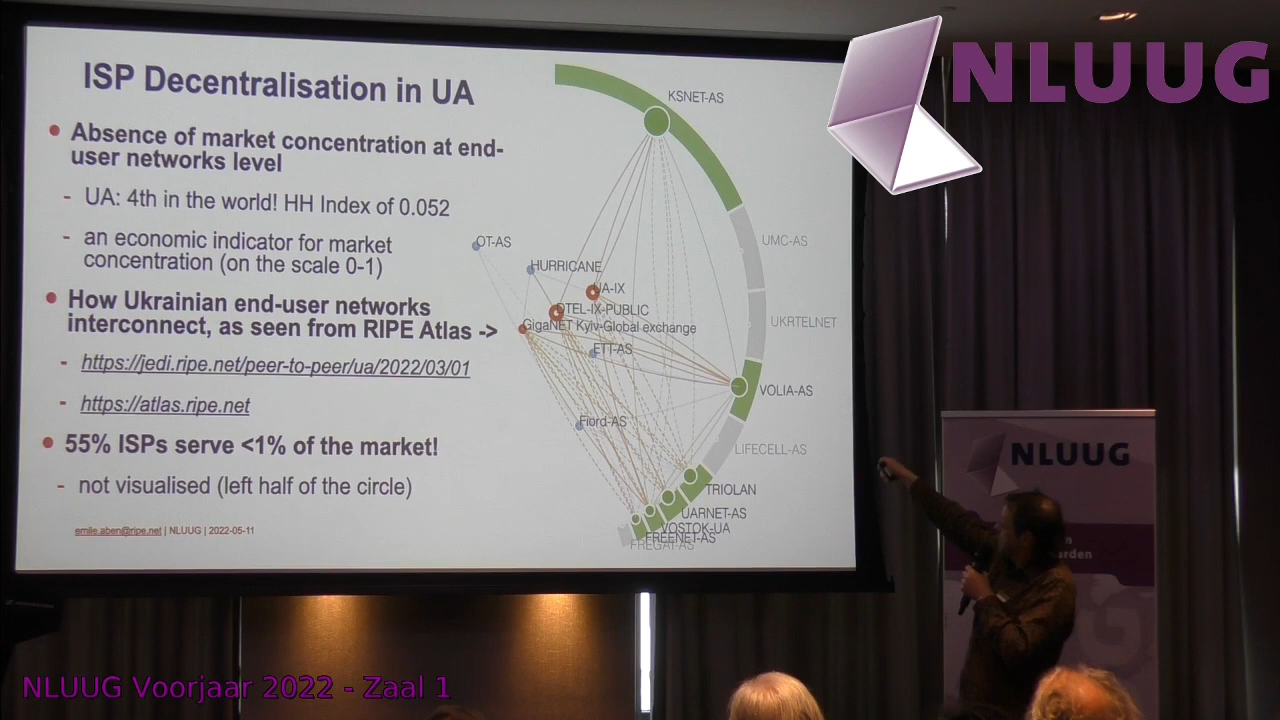 NLUUG
ISP Decentralisation in UA
Absence of market concentration at end-
user networks level
- UA: 4th in the world! HH Index of 0.052
- an economic indicator for market
concentration (on the scale 0-1)
How Ukrainian end-user networks
interconnect, as seen from RIPE Atlas ->
- https://jedi.ripe.net/peer-to-peer/ua/2022/03/01
- https://atlas.ripe.net
55% ISPs serve <1% of the market!
- not visualised (left half of the circle)
emile.aben@ripe.net | NLUUG | 2022-05-11
KSNET-AS
UMC-AS
OT-AS
HURRICANE
UA-IX
DTEL-IX-PUBLIC
GigaNET Kyiv-Global exchange
UKRTELNET
ETT-AS
VOLIA-AS
Fiord-AS
LIFECELL-AS
TRIOLAN
UARNET-AS
VOSTOK-UA
FREENET-AS
FREGAT-AS
NLUUG
NLUUG Voorjaar 2022 - Zaal 1